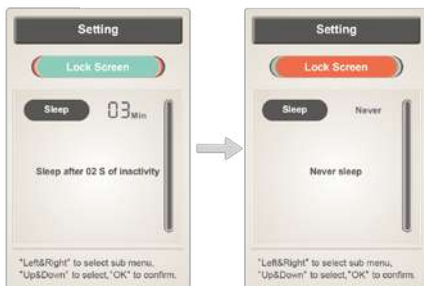 Setting
Lock Screen
Sleep 03 Min
Sleep after 02 S of inactivity
"Left&Right" to select sub menu,
"Up&Down" to select,"OK" to confirm.
Setting
Lock Screen
Sleep Never
Never sleep
"Left&Right" to select sub menu,
"Up&Down" to select,"OK" to confirm.